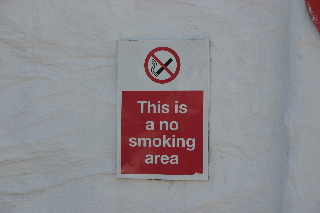 This is
a no
smoking
area